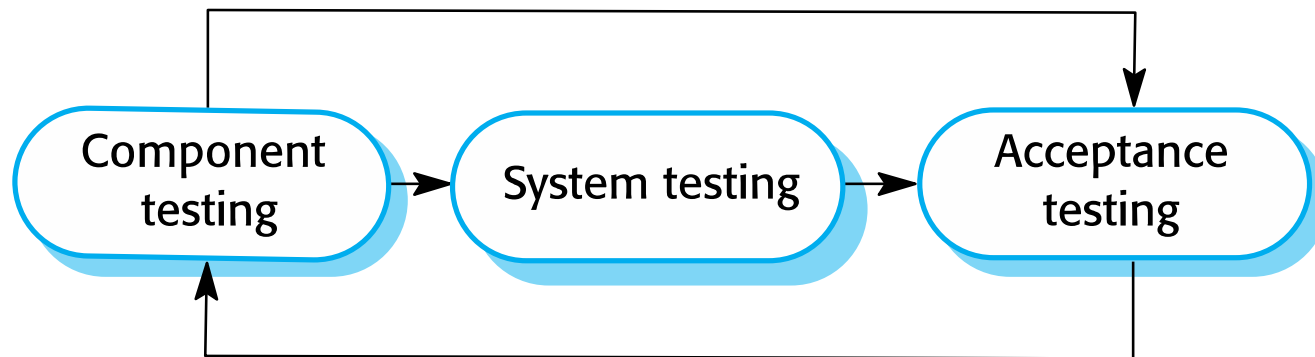 Component
testing
System testing
Acceptance
testing